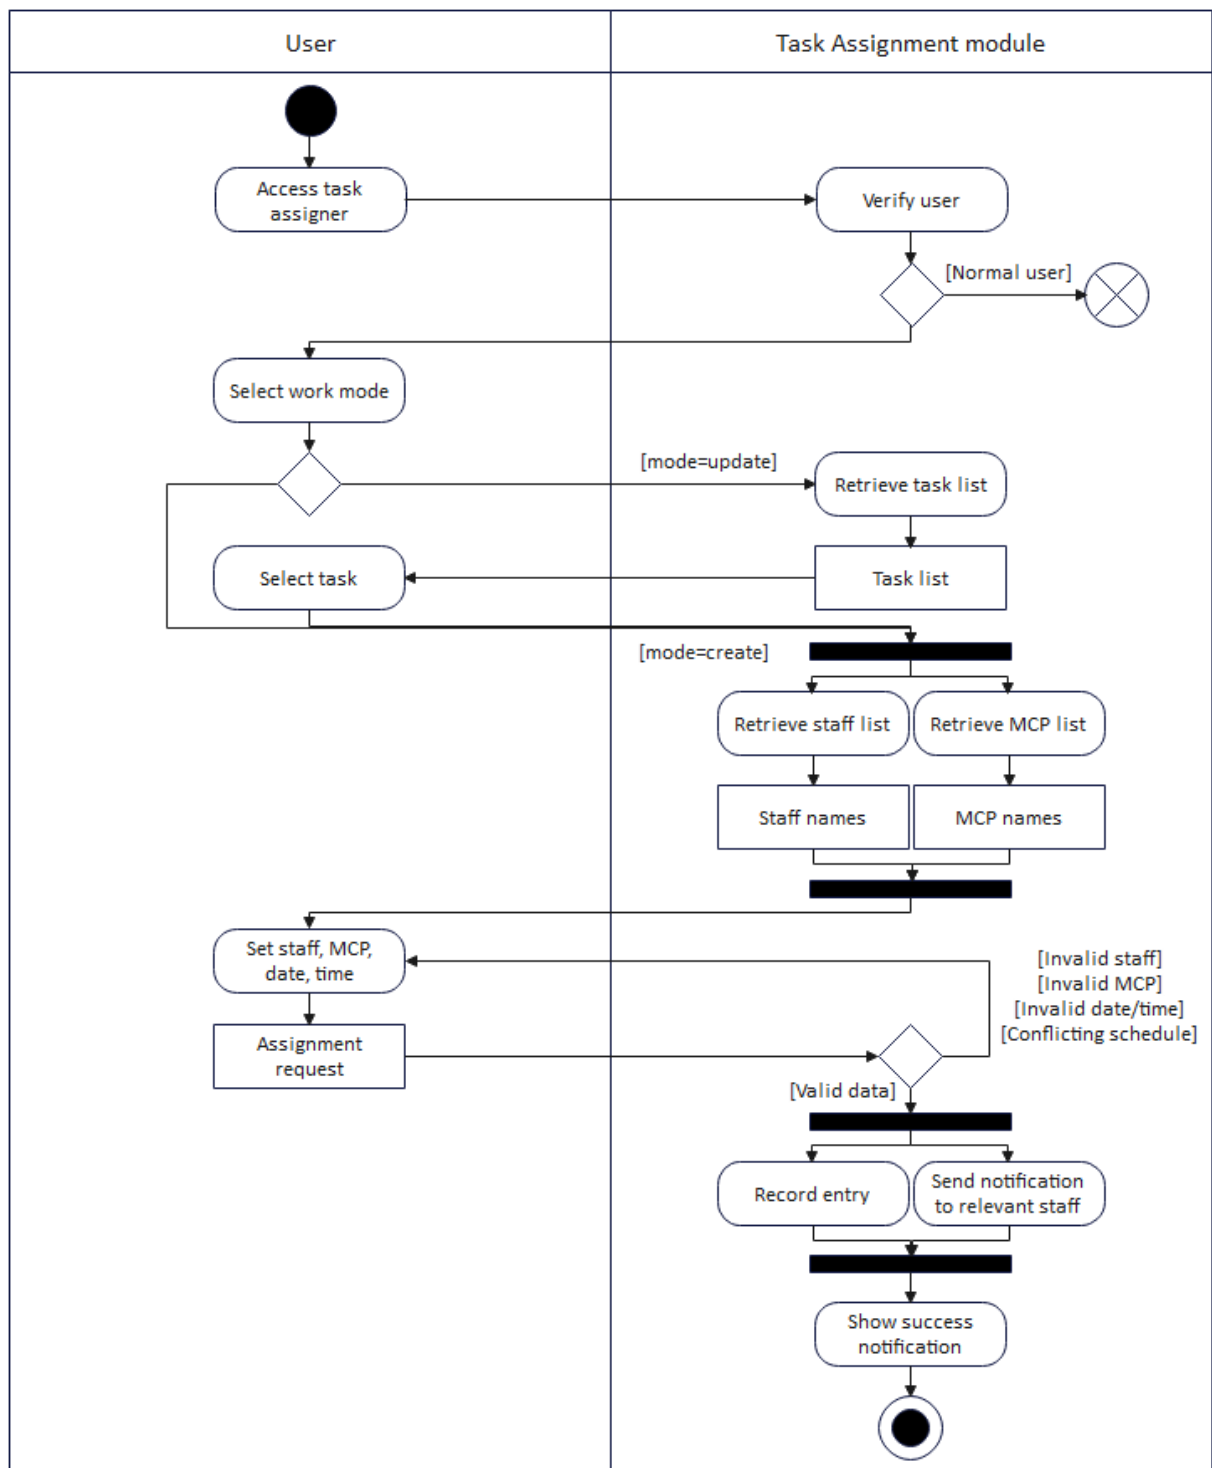 User
Task Assignment module
Access task
assigner
Verify user
[Normal user]
Select work mode
[mode=update]
Retrieve task list
Select task
Task list
[mode=create]
Retrieve staff list
Retrieve MCP list
Staff names
MCP names
Set staff, MCP,
date, time
[Invalid staff]
[Invalid MCP]
[Invalid date/time]
[Conflicting schedule]
Assignment
request
[Valid data]
Record entry
Send notification
to relevant staff
Show success
notification